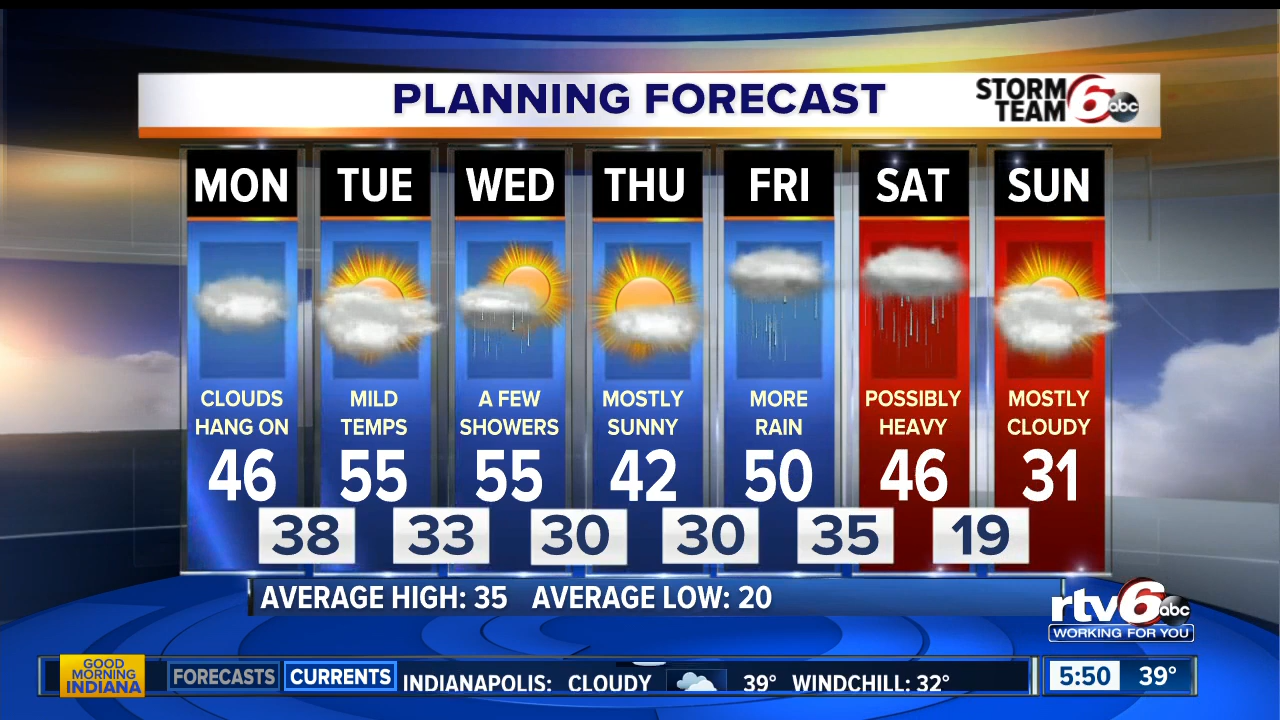 PLANNING FORECAST
STORM
TEAM 6 abc
MON TUE WED THU FRI SAT SUN
CLOUDS MILD A FEW MOSTLY MORE POSSIBLY MOSTLY
HANG ON TEMPS SHOWERS SUNNY RAIN HEAVY CLOUDY
46 55 55 42 50 46 31
38 33 30 30 35 19
AVERAGE HIGH: 35 AVERAGE LOW: 20
rtv6 abc
WORKING FOR YOU
GOOD
MORNING
INDIANA
FORECASTS CURRENTS INDIANAPOLIS: CLOUDY 39° WINDCHILL: 32° 5:50 39°